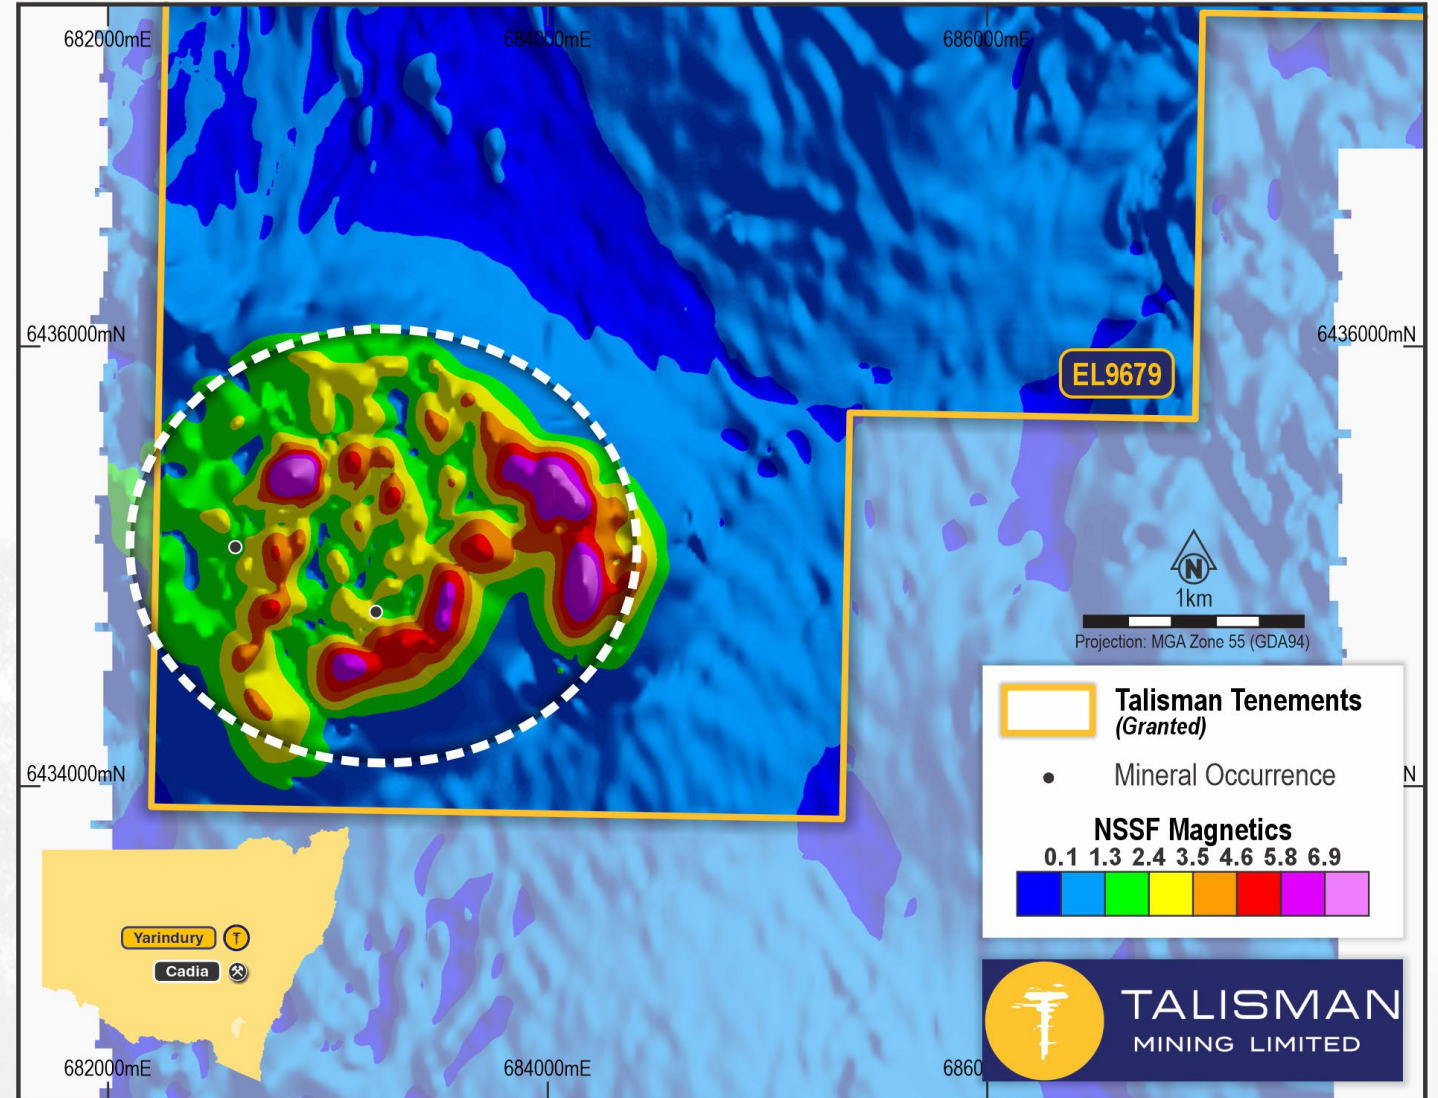 682000mE 684000mE 686000mE
6436000mN 6436000mN
EL9679
N
1km
Projection: MGA Zone 55 (GDA94)
Talisman Tenements
(Granted)
6434000mN N
Mineral Occurrence
NSSF Magnetics
0.1 1.3 2.4 3.5 4.6 5.8 6.9
Yarindury
Cadia
TALISMAN
MINING LIMITED
682000mE 684000mE 6860